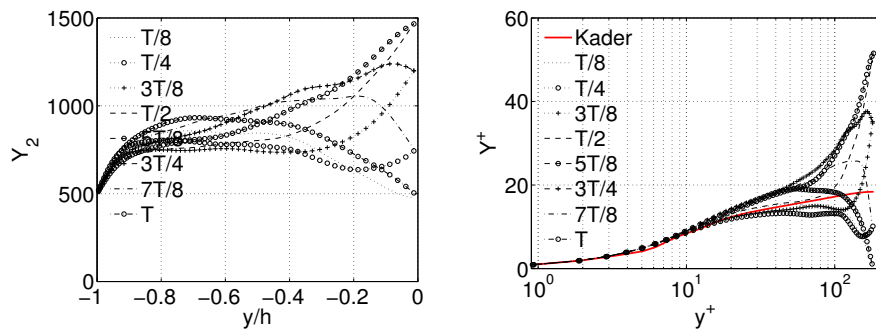 1500
1000
500
0
Y2
T/8
T/4
3T/8
T/2
5T/8
3T/4
7T/8
T
−1 −0.8 −0.6 −0.4 −0.2 0
y/h
60
40
20
0
Y+
Kader
T/8
T/4
3T/8
T/2
5T/8
3T/4
7T/8
T
10^0 10^1 10^2
y+